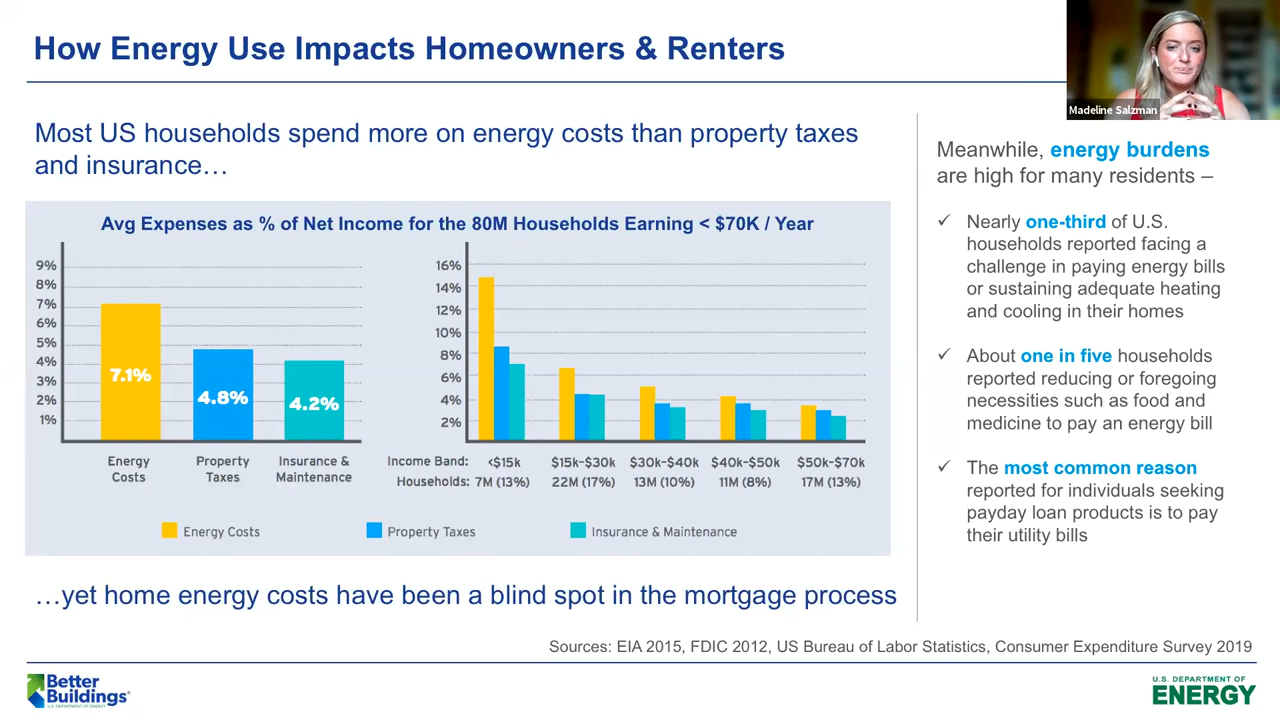 How Energy Use Impacts Homeowners & Renters
Madeline Salzman
Most US households spend more on energy costs than property taxes
and insurance…
Avg Expenses as % of Net Income for the 80M Households Earning < $70K / Year
9%
8%
7%
6%
5%
4%
3%
2%
1%
7.1%
4.8%
4.2%
Energy
Costs
Property
Taxes
Insurance &
Maintenance
16%
14%
12%
10%
8%
6%
4%
2%
Income Band: <$15k $15k–$30k $30k–$40k $40k–$50k $50k–$70k
Households: 7M (13%) 22M (17%) 13M (10%) 11M (8%) 17M (13%)
Energy Costs Property Taxes Insurance & Maintenance
…yet home energy costs have been a blind spot in the mortgage process
Meanwhile, energy burdens
are high for many residents –
✓ Nearly one-third of U.S.
households reported facing a
challenge in paying energy bills
or sustaining adequate heating
and cooling in their homes
✓ About one in five households
reported reducing or foregoing
necessities such as food and
medicine to pay an energy bill
✓ The most common reason
reported for individuals seeking
payday loan products is to pay
their utility bills
Sources: EIA 2015, FDIC 2012, US Bureau of Labor Statistics, Consumer Expenditure Survey 2019
Better
Buildings®
U.S. DEPARTMENT OF ENERGY
U.S. DEPARTMENT OF
ENERGY